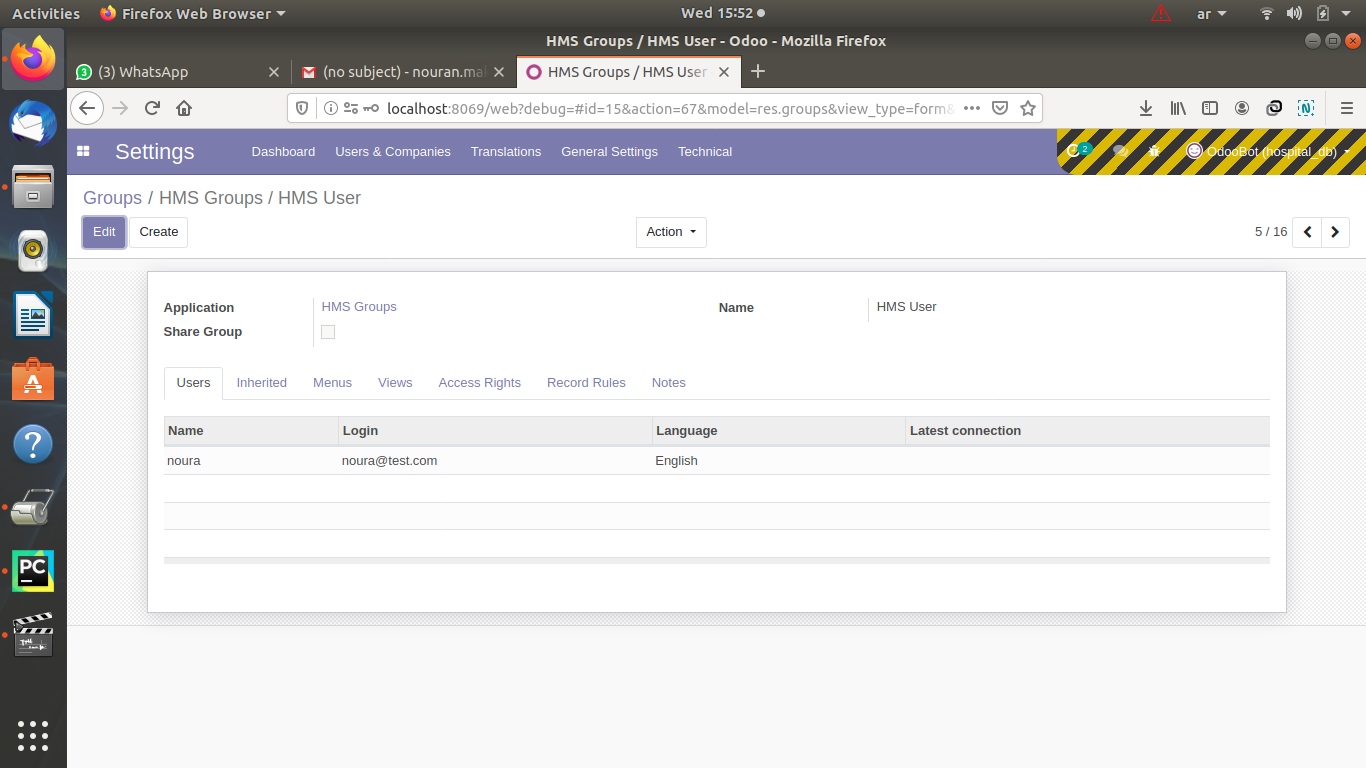 Activities Firefox Web Browser Wed 15:52 ar
HMS Groups / HMS User - Odoo - Mozilla Firefox
(3) WhatsApp (no subject) - nouran.ma HMS Groups / HMS User
localhost:8069/web?debug=#id=15&action=67&model=res.groups&view_type=form&
Settings Dashboard Users & Companies Translations General Settings Technical 2 OdooBot (hospital_db)
Groups / HMS Groups / HMS User
Edit Create Action 5 / 16
Application HMS Groups Name HMS User
Share Group
Users Inherited Menus Views Access Rights Record Rules Notes
Name Login Language Latest connection
noura noura@test.com English
PC